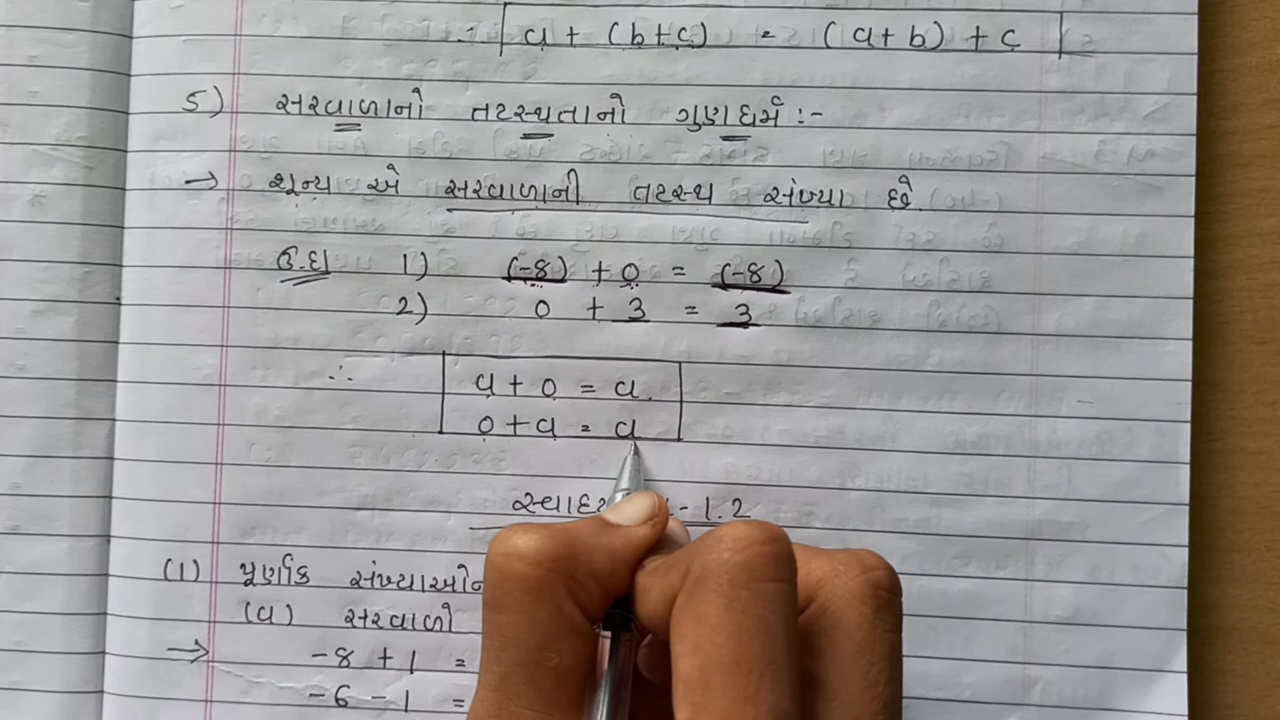 a + (b+c) = (a+b) + c
5) સરવાળાનો તટસ્થતાનો ગુણધર્મ :-
→ શૂન્ય એ સરવાળાની તટસ્થ સંખ્યા છે.
ઉ.દા 1) (-8) + 0 = (-8)
2) 0 + 3 = 3
∴ a + 0 = a.
0 + a = a
- 1.2
(1) પૂર્ણાંક
(a) સરવાળો
→ -8 + 1 =
-6 - 1 =